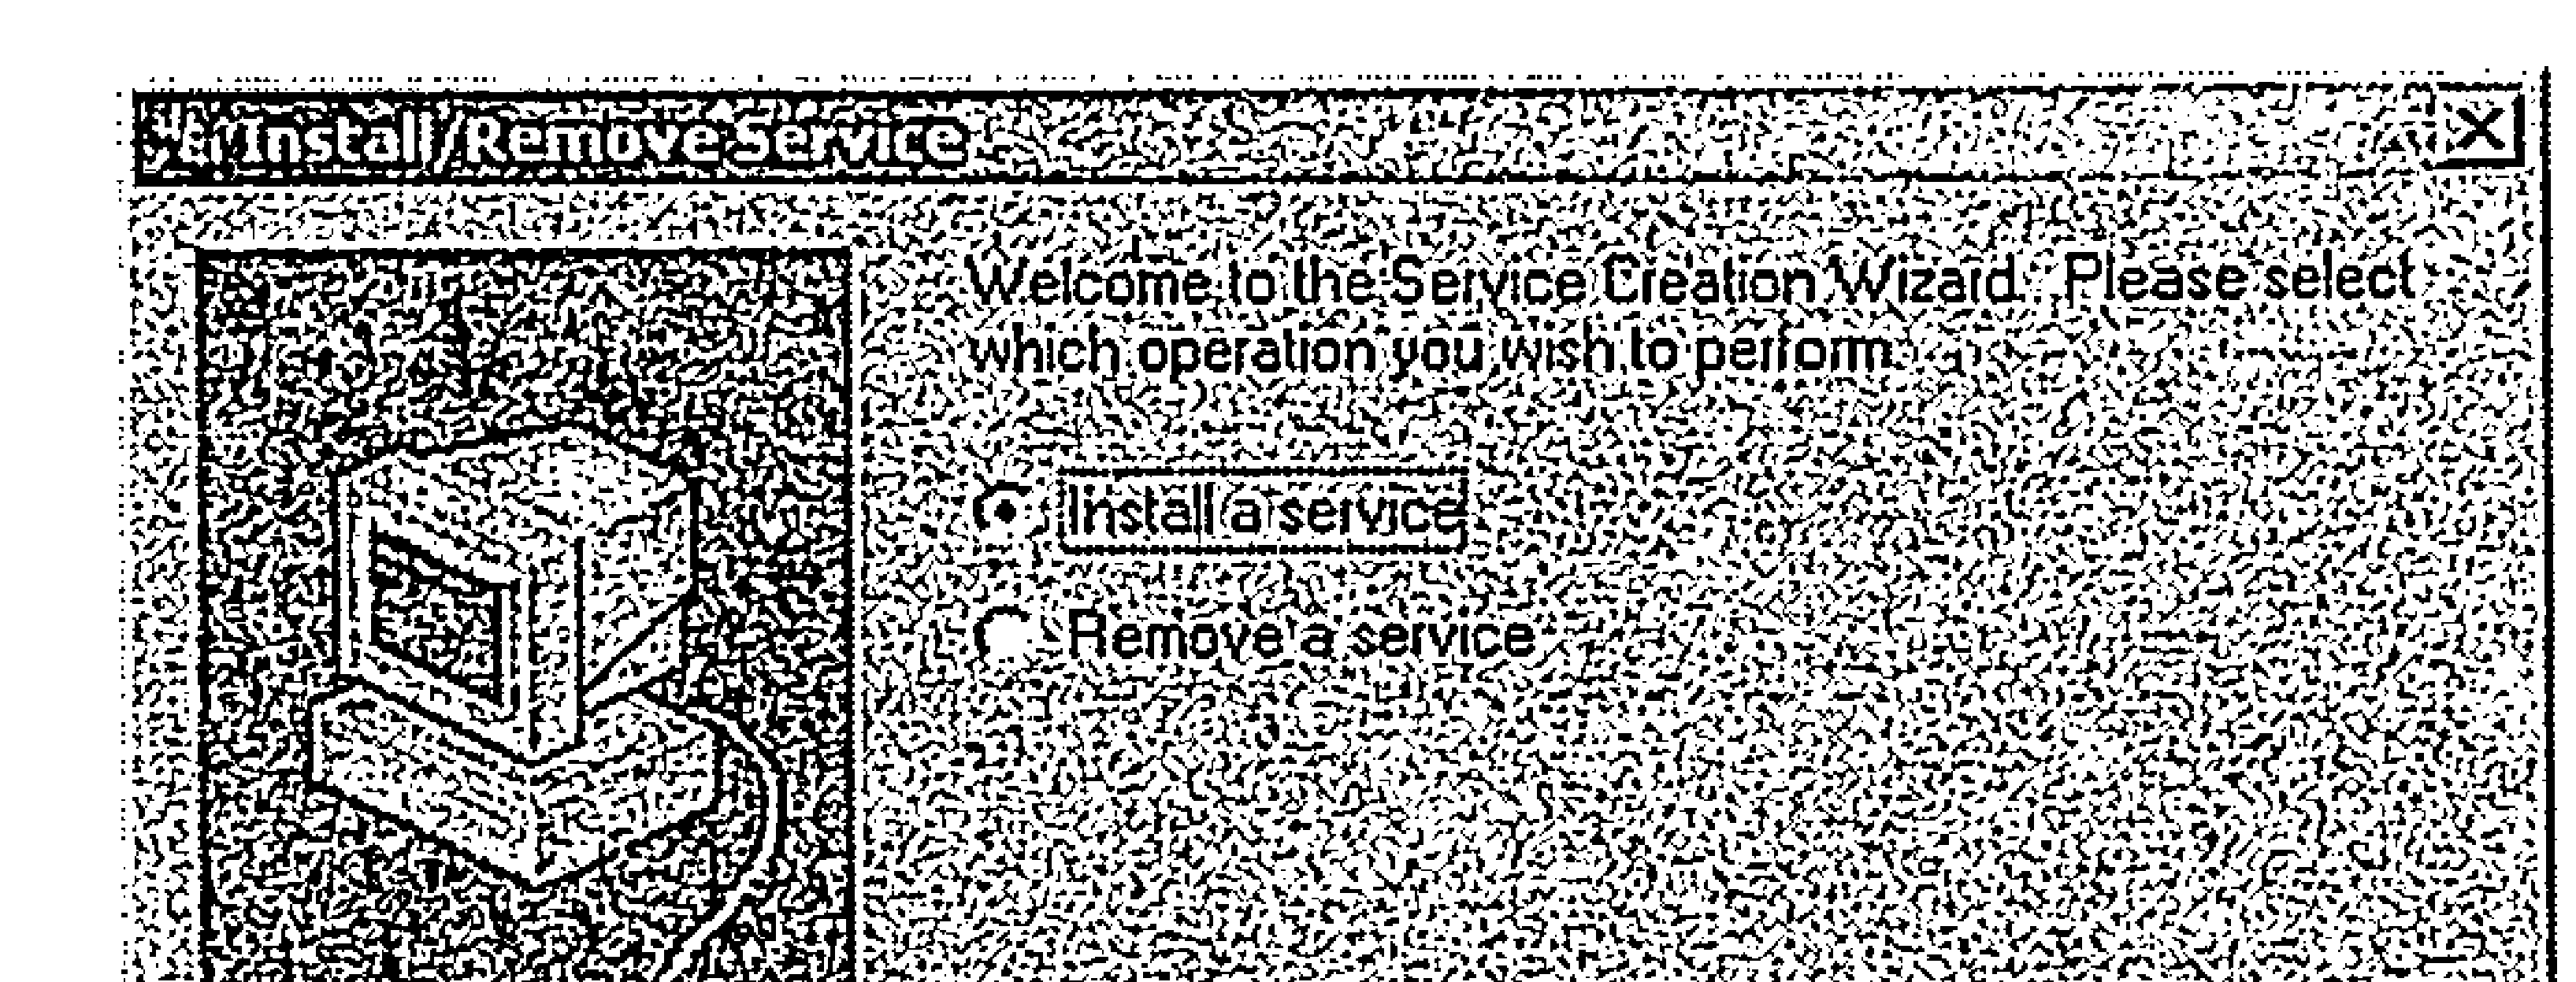 Install/Remove Service
Welcome to the Service Creation Wizard. Please select
which operation you wish to perform.
Install a service
Remove a service